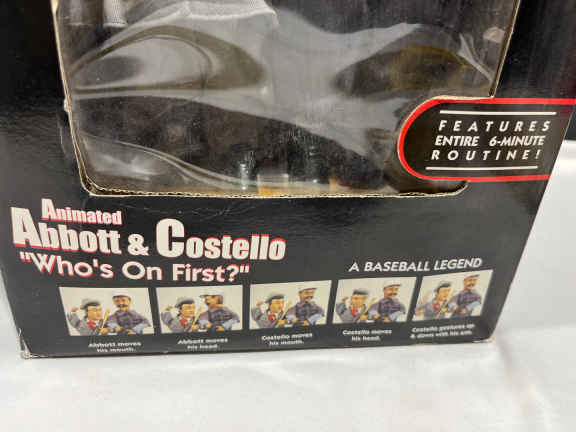 FEATURES
ENTIRE 6-MINUTE
ROUTINE!
Animated
Abbott & Costello
"Who's On First?"
A BASEBALL LEGEND
Abbott moves
his mouth.
Abbott moves
his head.
Costello moves
his mouth.
Costello moves
his head.
Costello gestures up
& down with his